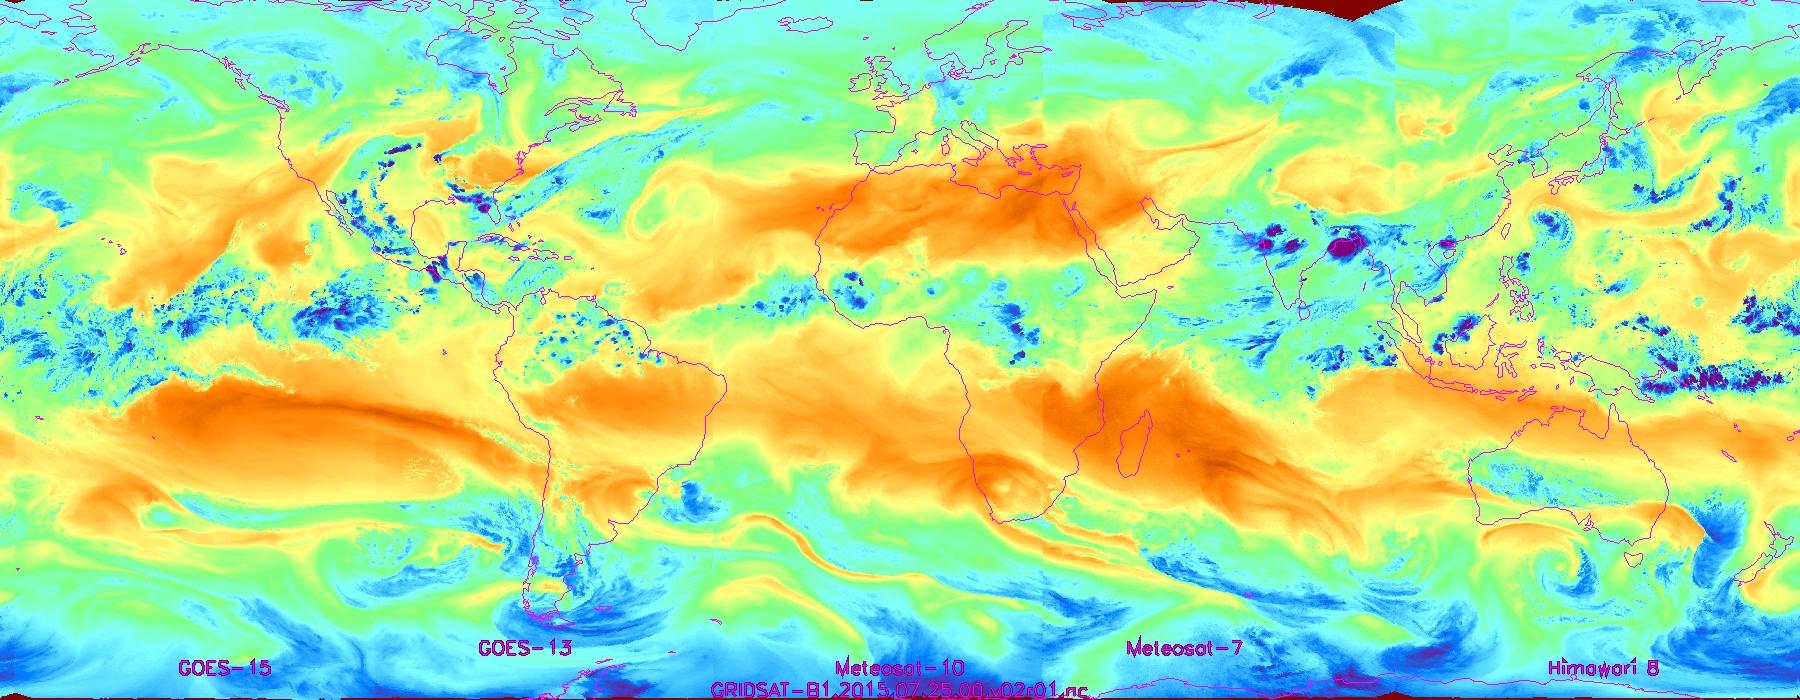 GOES-13
Meteosat-7
GOES-15
Meteosat-10
Himawari 8
GRIDSAT-B1.2015.07.25.00.v02r01.nc